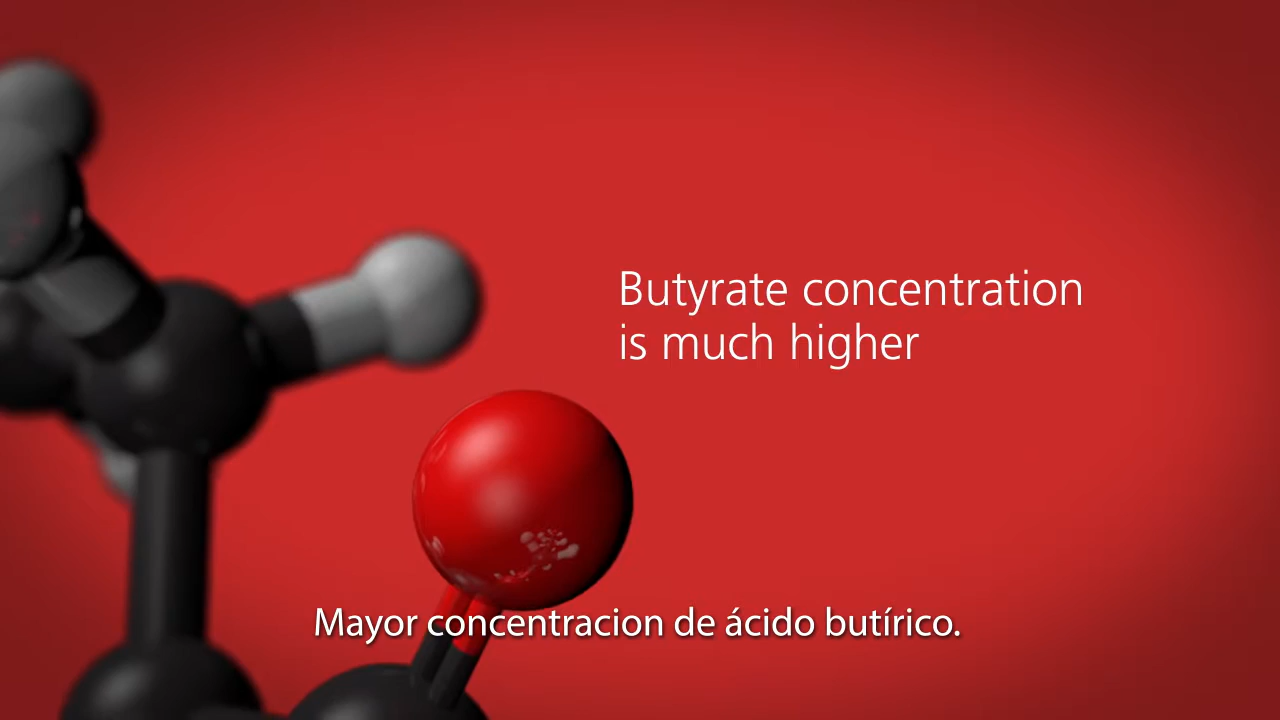 Butyrate concentration
is much higher
Mayor concentracion de ácido butírico.